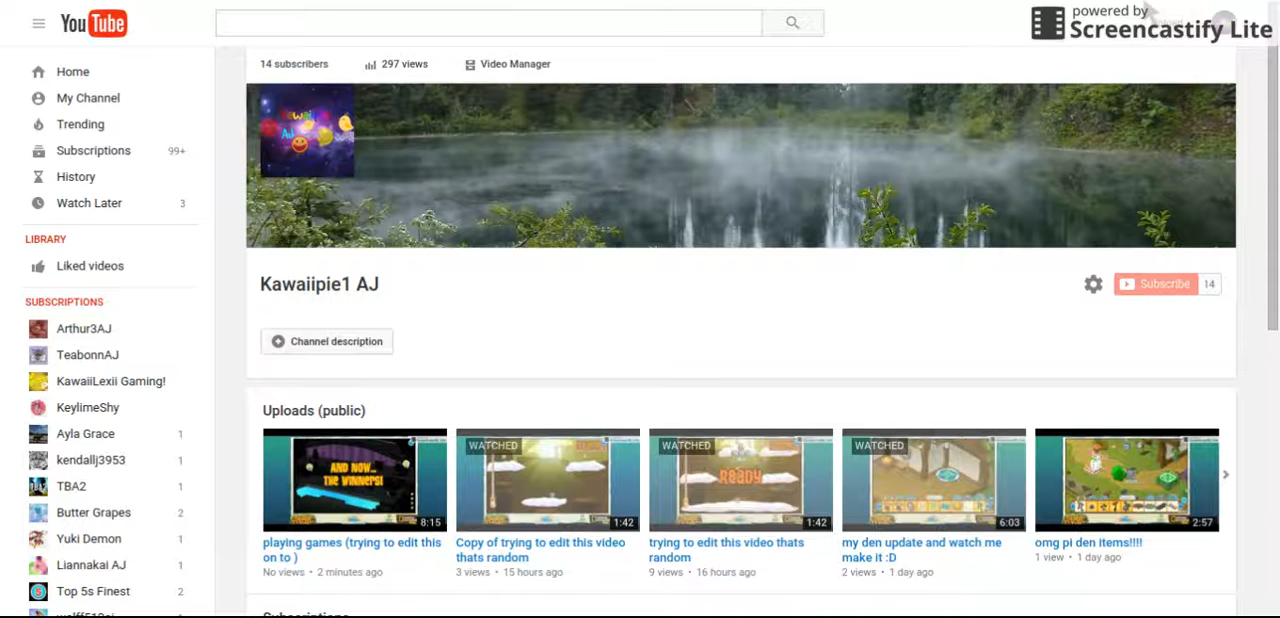 YouTube
powered by
Screencastify Lite
14 subscribers
297 views
Video Manager
Home
My Channel
Trending
Subscriptions 99+
History
Watch Later 3
LIBRARY
Liked videos
SUBSCRIPTIONS
Arthur3AJ
TeabonnAJ
KawaiiLexii Gaming!
KeylimeShy
Ayla Grace 1
kendallj3953 1
TBA2 1
Butter Grapes 2
Yuki Demon 1
Liannakai AJ 1
Top 5s Finest 2
Kawaiipie1 AJ
Subscribe 14
Channel description
Uploads (public)
AND NOW...
THE WINNERS!
8:15
playing games (trying to edit this
on to )
No views • 2 minutes ago
WATCHED
1:42
Copy of trying to edit this video
thats random
3 views • 15 hours ago
WATCHED
READY
1:42
trying to edit this video thats
random
9 views • 16 hours ago
WATCHED
6:03
my den update and watch me
make it :D
2 views • 1 day ago
2:57
omg pi den items!!!!
1 view • 1 day ago
Subscriptions